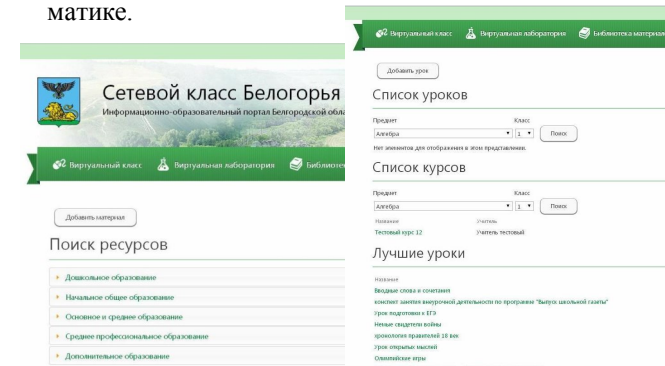 матике.
Сетевой класс Белогорья
Информационно-образовательный портал Белгородской обла
Виртуальный класс Виртуальная лаборатория Библиоте
Добавить материал
Поиск ресурсов
Дошкольное образование
Начальное общее образование
Основное и среднее образование
Среднее профессиональное образование
Дополнительное образование
Виртуальный класс Виртуальная лаборатория Библиотека материал
Добавить урок
Список уроков
Предмет Класс
Алгебра 1 Поиск
Нет элементов для отображения в этом представлении.
Список курсов
Предмет Класс
Алгебра 1 Поиск
Название Учитель
Тестовый курс 12 Учитель тестовый
Лучшие уроки
Название
Вводные слова и сочетания
конспект занятия внеурочной деятельности по программе "Выпуск школьной газеты"
Урок подготовки к ЕГЭ
Немые свидетели войны
хронология правителей 18 век
Урок открытых мыслей
Олимпийские игры